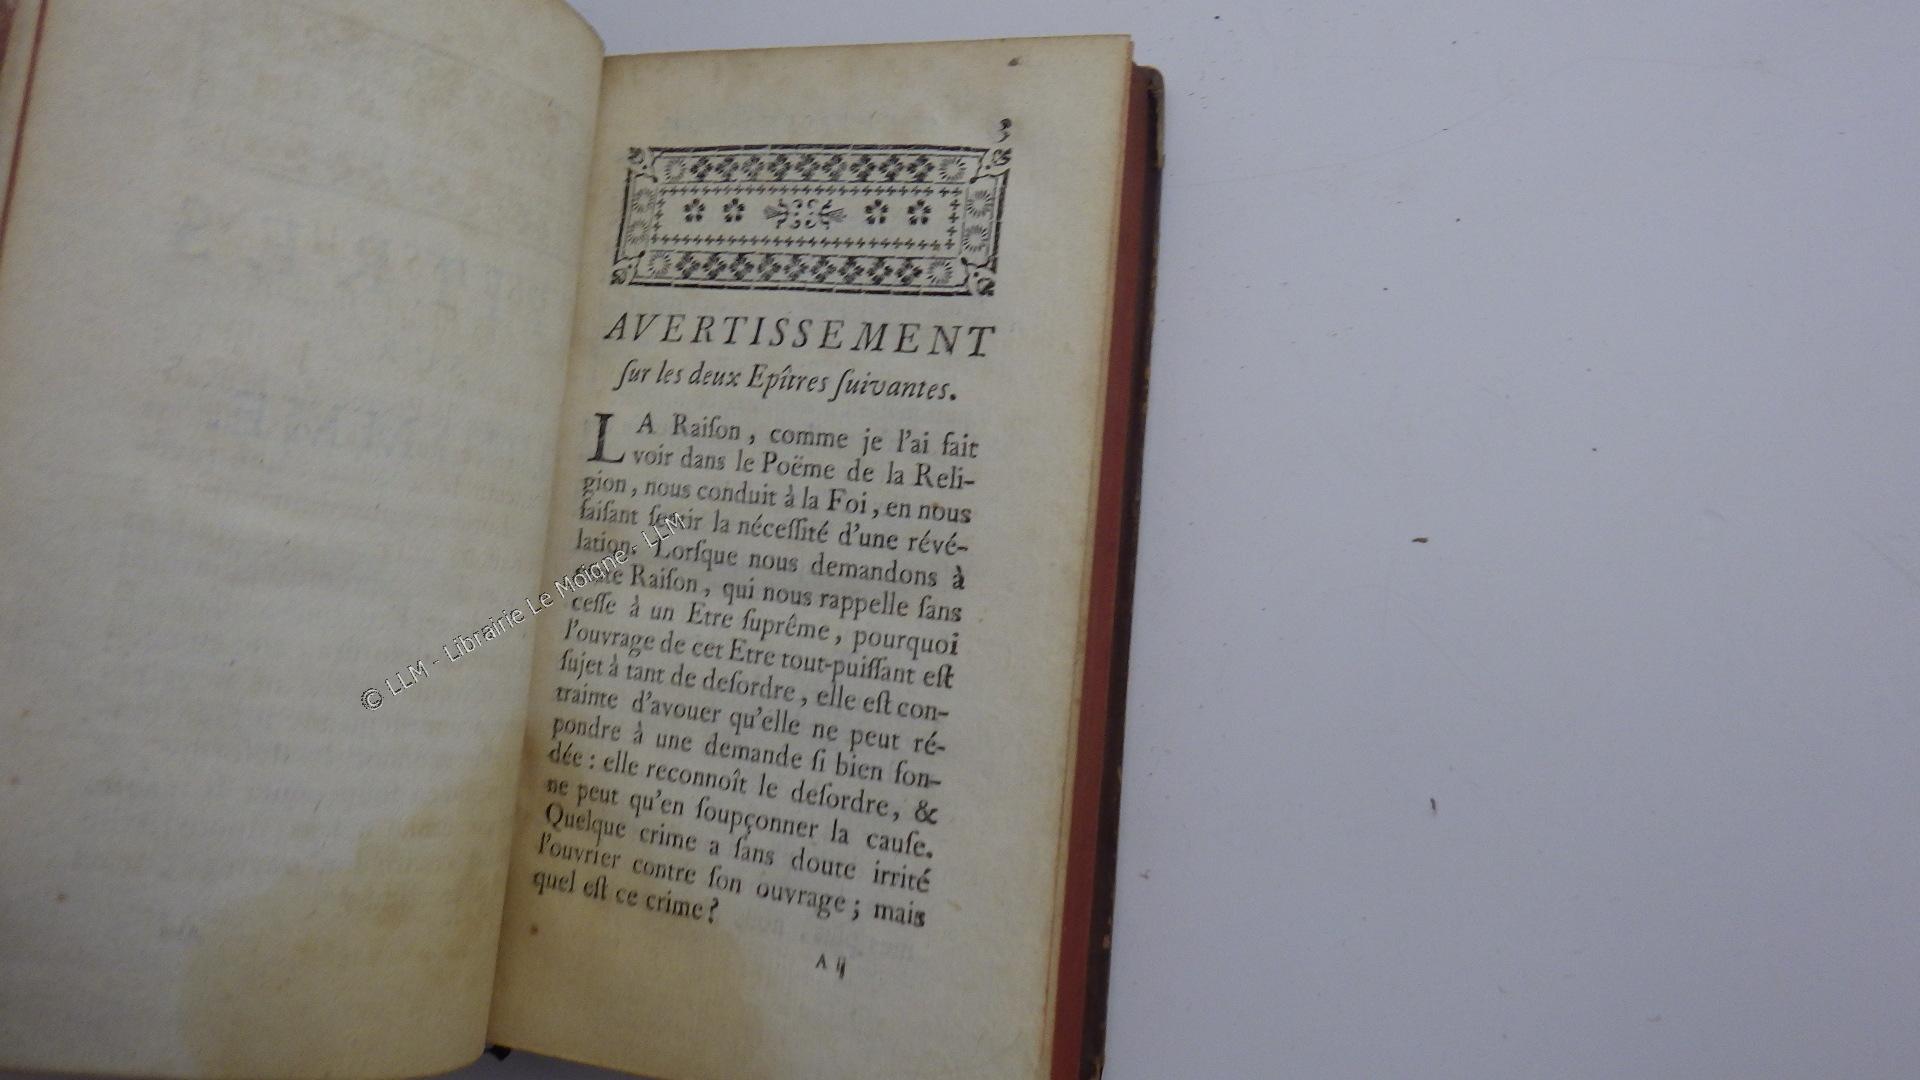 3
AVERTISSEMENT
ſur les deux Epîtres ſuivantes.
LA Raiſon, comme je l'ai fait
voir dans le Poëme de la Reli-
gion, nous conduit à la Foi, en nous
faiſant ſentir la néceſſité d'une révé-
lation. Lorſque nous demandons à
Raiſon, qui nous rappelle ſans
ceſſe à un Etre ſuprême, pourquoi
l'ouvrage de cet Etre tout-puiſſant eſt
ſujet à tant de deſordre, elle eſt con-
trainte d'avouer qu'elle ne peut ré-
pondre à une demande ſi bien fon-
dée : elle reconnoît le deſordre, &
ne peut qu'en ſoupçonner la cauſe.
Quelque crime a ſans doute irrité
l'ouvrier contre ſon ouvrage ; mais
quel eſt ce crime ?
A ij
© LLM - Librairie Le Moigne - LLM